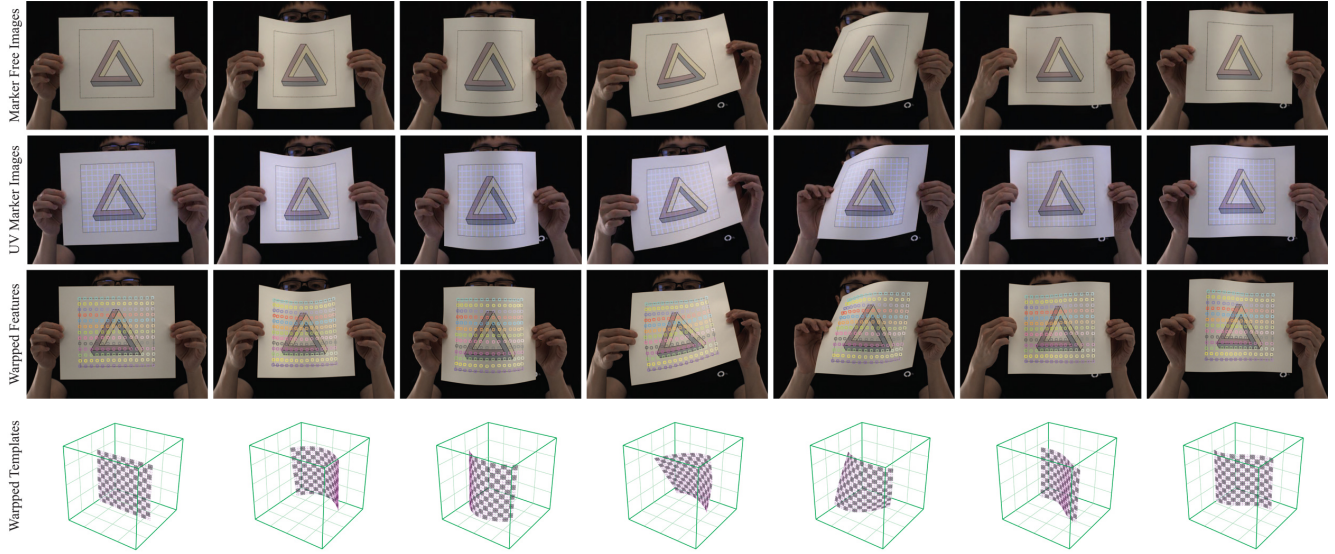 Marker Free Images
UV Marker Images
Warpped Features
Warpped Templates